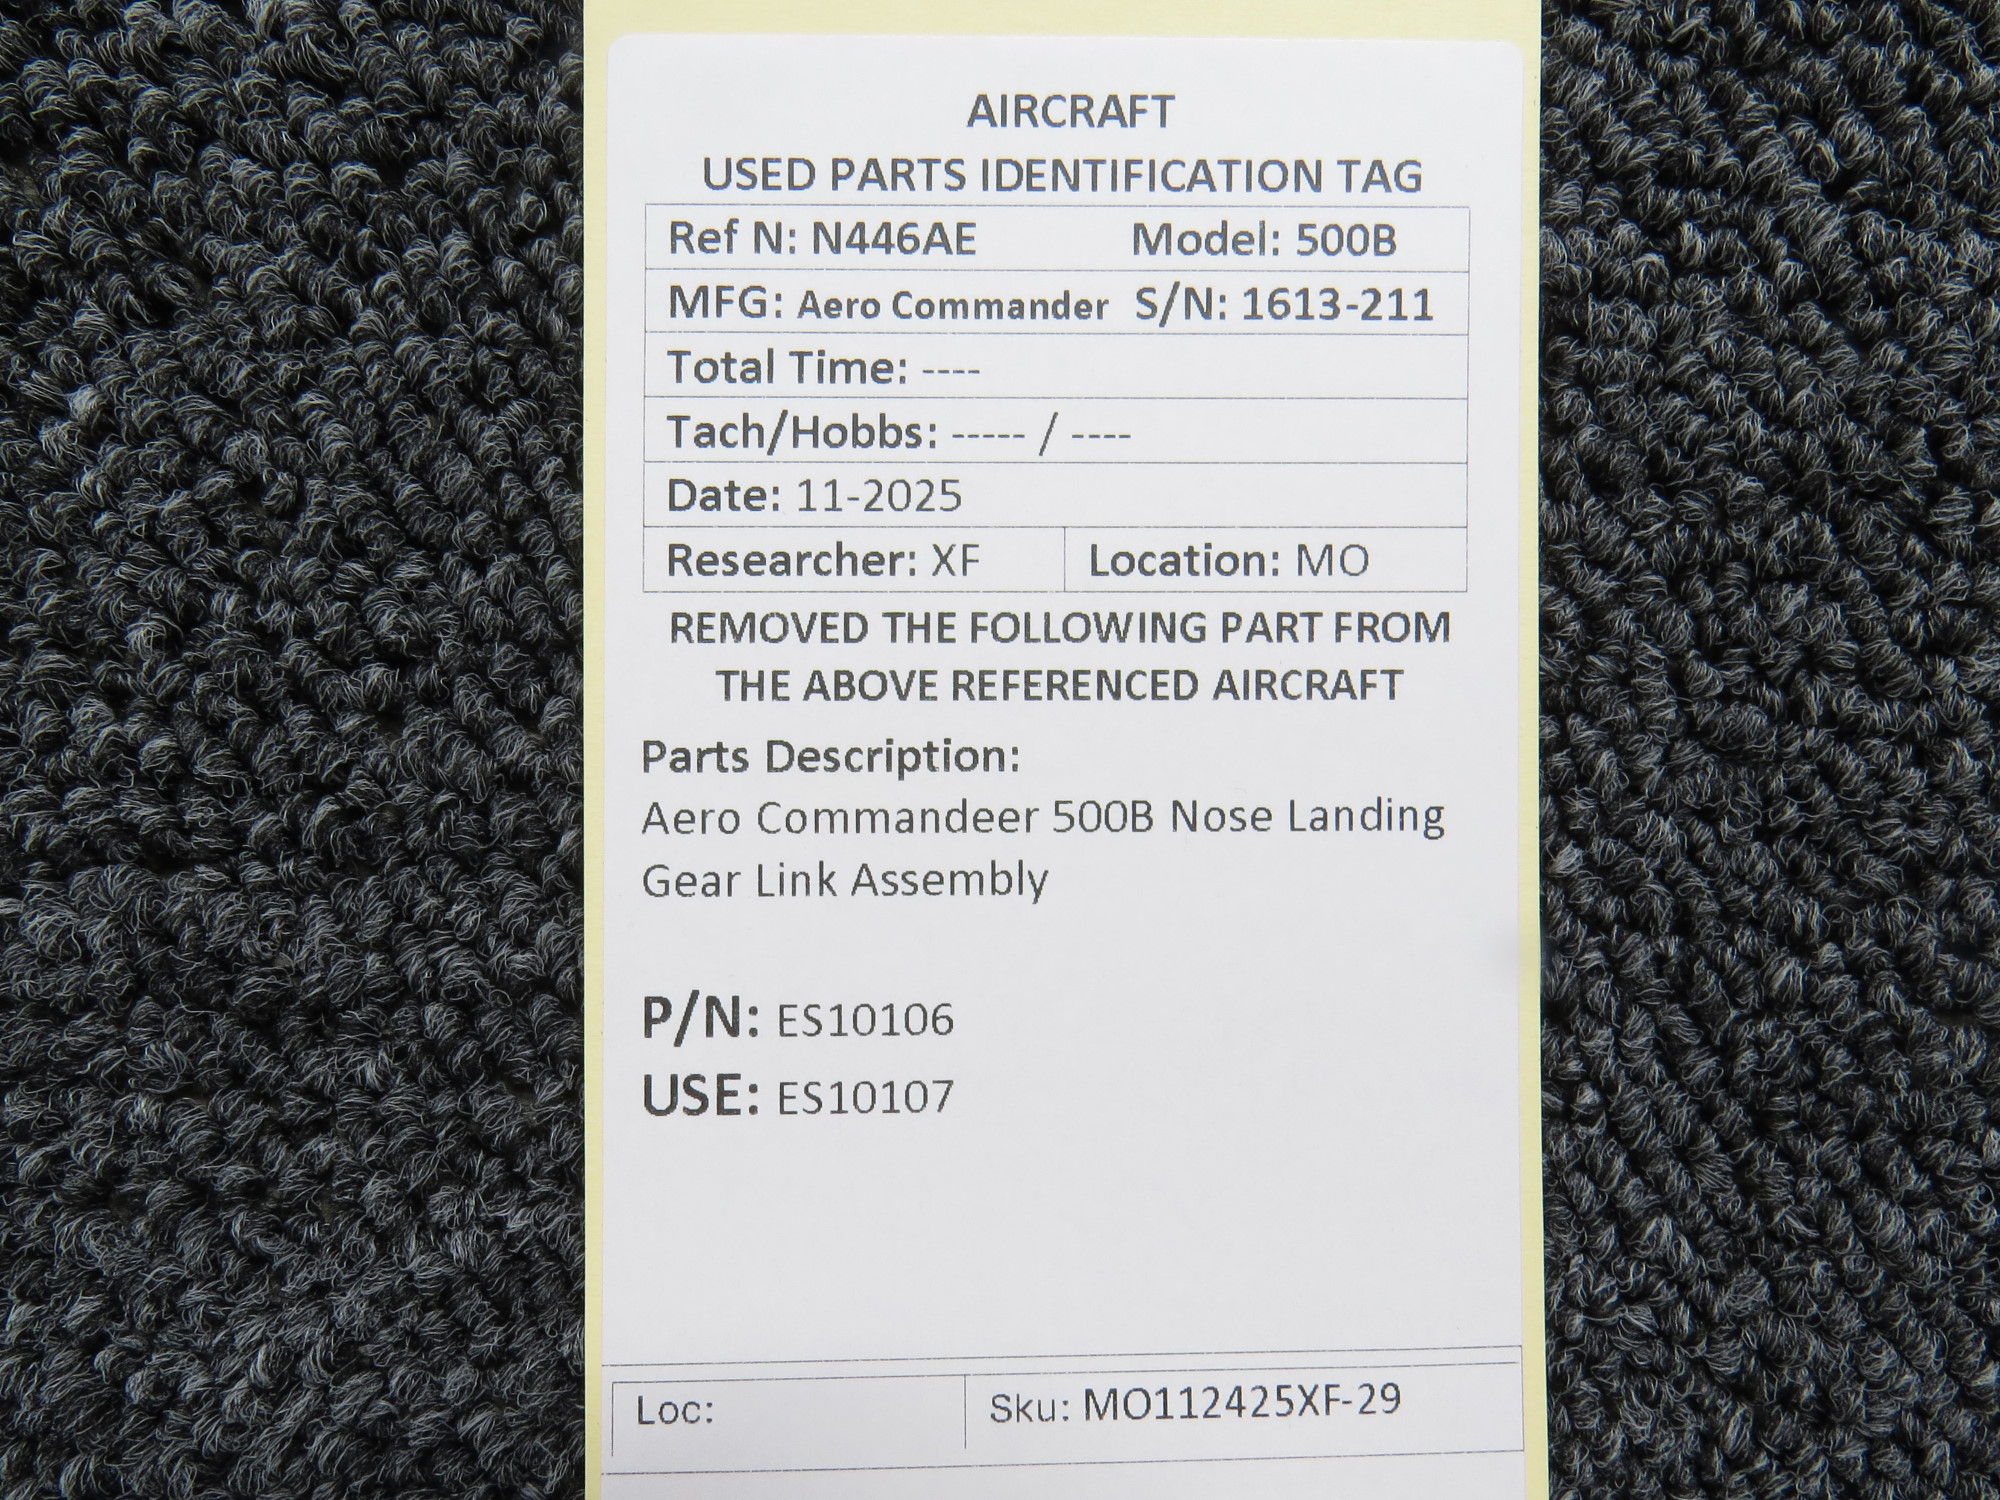 AIRCRAFT
USED PARTS IDENTIFICATION TAG
Ref N: N446AE Model: 500B
MFG: Aero Commander S/N: 1613-211
Total Time: ----
Tach/Hobbs: ----- / ----
Date: 11-2025
Researcher: XF Location: MO
REMOVED THE FOLLOWING PART FROM
THE ABOVE REFERENCED AIRCRAFT
Parts Description:
Aero Commandeer 500B Nose Landing
Gear Link Assembly
P/N: ES10106
USE: ES10107
Loc: Sku: MO112425XF-29